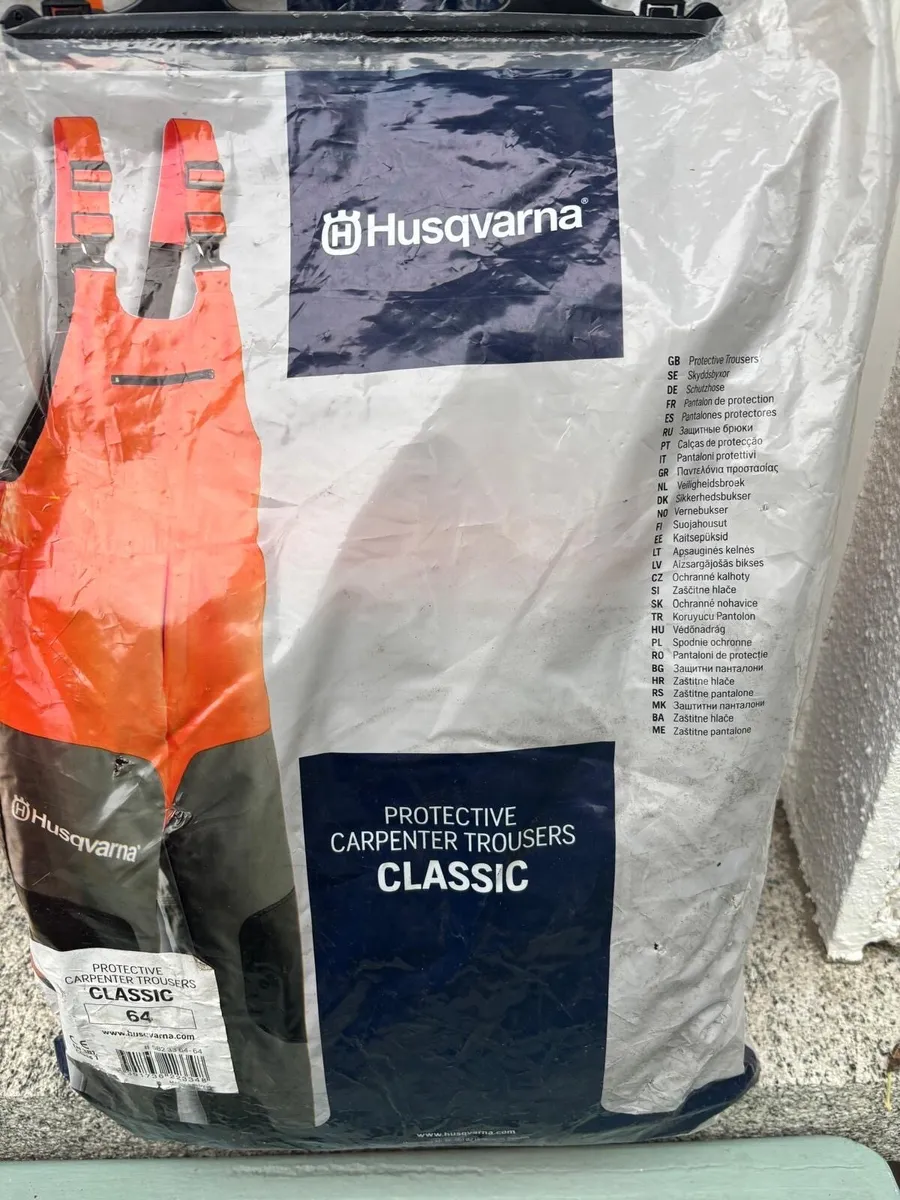 Husqvarna®
GB Protective Trousers
SE Skyddsbyxor
DE Schutzhose
FR Pantalon de protection
ES Pantalones protectores
RU Защитные брюки
PT Calças de protecção
IT Pantaloni protettivi
GR Παντελόνια προστασίας
NL Veiligheidsbroek
DK Sikkerhedsbukser
NO Vernebukser
FI Suojahousut
EE Kaitsepüksid
LT Apsauginės kelnės
LV Aizsargājošās bikses
CZ Ochranné kalhoty
SI Zaščitne hlače
SK Ochranné nohavice
TR Koruyucu Pantolon
HU Védőnadrág
PL Spodnie ochronne
RO Pantaloni de protecţie
BG Защитни панталони
HR Zaštitne hlače
RS Zaštitne pantalone
MK Заштитни панталони
BA Zaštitne hlače
ME Zaštitne pantalone
Husqvarna®
PROTECTIVE
CARPENTER TROUSERS
CLASSIC
PROTECTIVE
CARPENTER TROUSERS
CLASSIC
64
www.husqvarna.com
CE
www.husqvarna.com